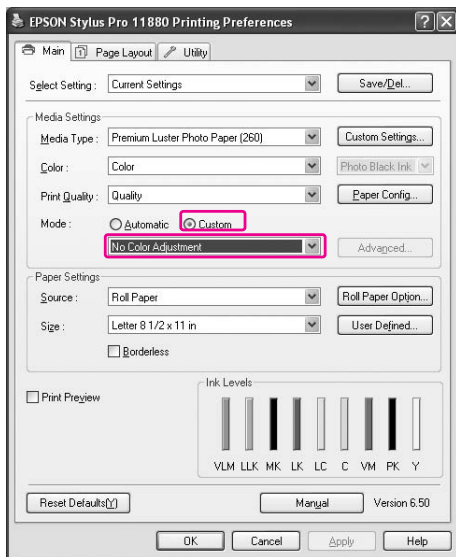 EPSON Stylus Pro 11880 Printing Preferences
Main Page Layout Utility
Select Setting : Current Settings Save/Del...
Media Settings
Media Type : Premium Luster Photo Paper (260) Custom Settings...
Color : Color Photo Black Ink
Print Quality : Quality Paper Config...
Mode : Automatic Custom
No Color Adjustment Advanced...
Paper Settings
Source : Roll Paper Roll Paper Option...
Size : Letter 8 1/2 x 11 in User Defined...
Borderless
Print Preview
Ink Levels
VLM LLK MK LK LC C VM PK Y
Reset Defaults(Y) Manual Version 6.50
OK Cancel Apply Help